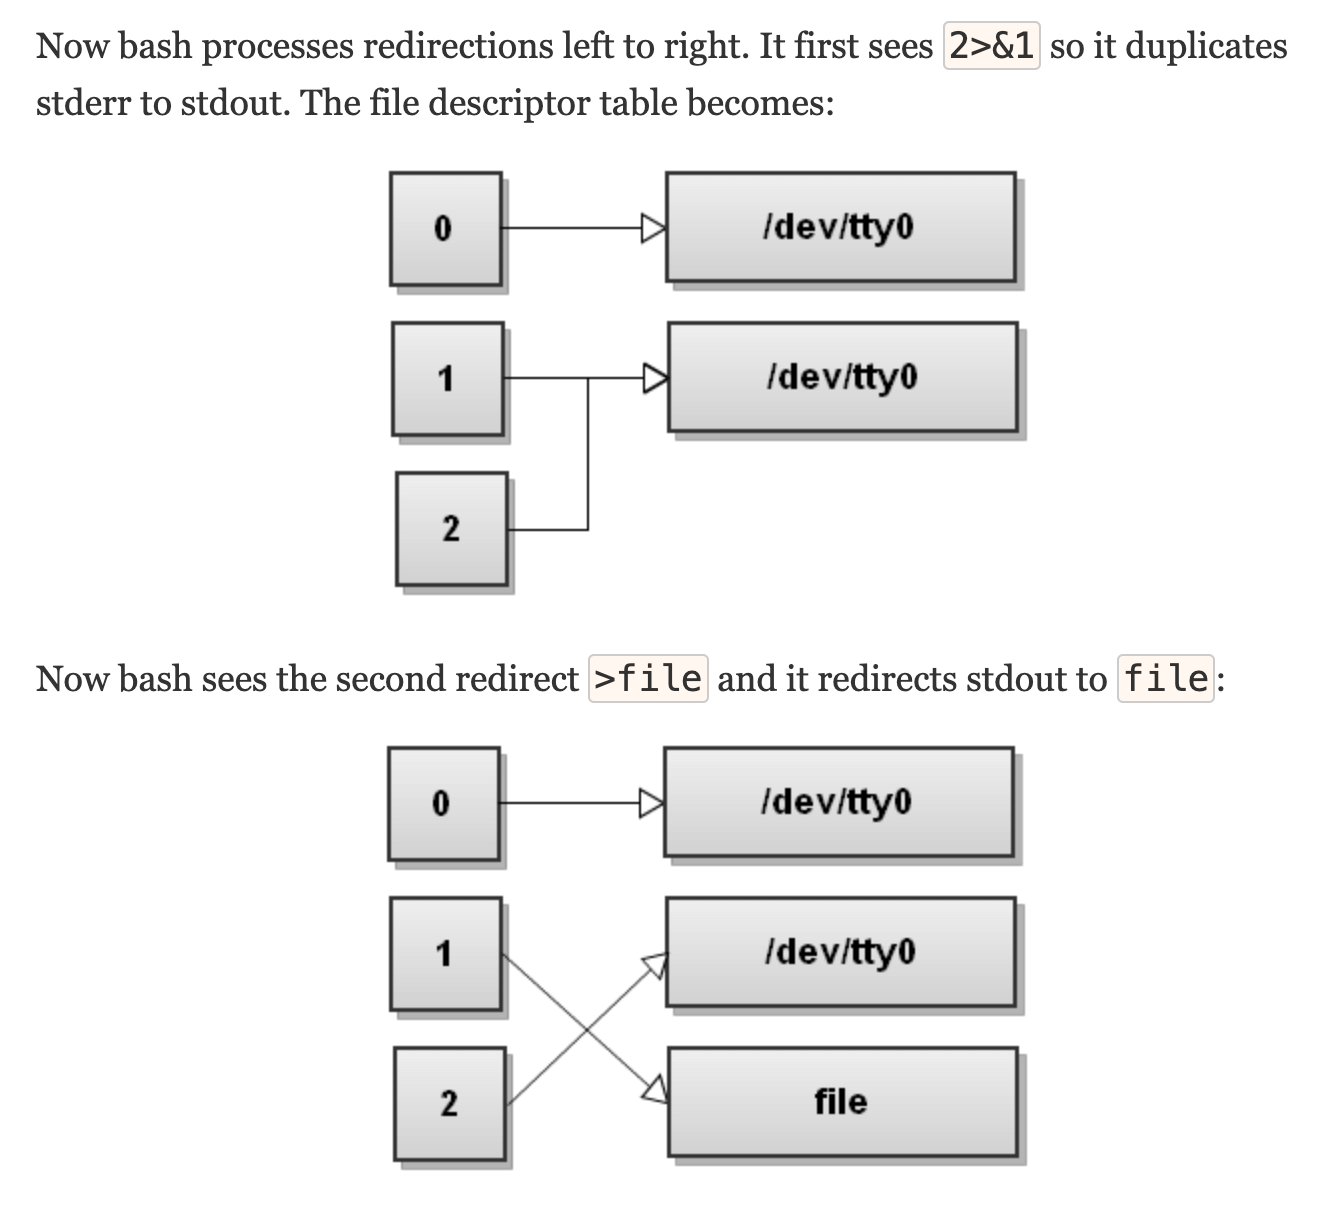 Now bash processes redirections left to right. It first sees 2>&1 so it duplicates
stderr to stdout. The file descriptor table becomes:
0
/dev/tty0
1
/dev/tty0
2
Now bash sees the second redirect >file and it redirects stdout to file:
0
/dev/tty0
1
/dev/tty0
2
file